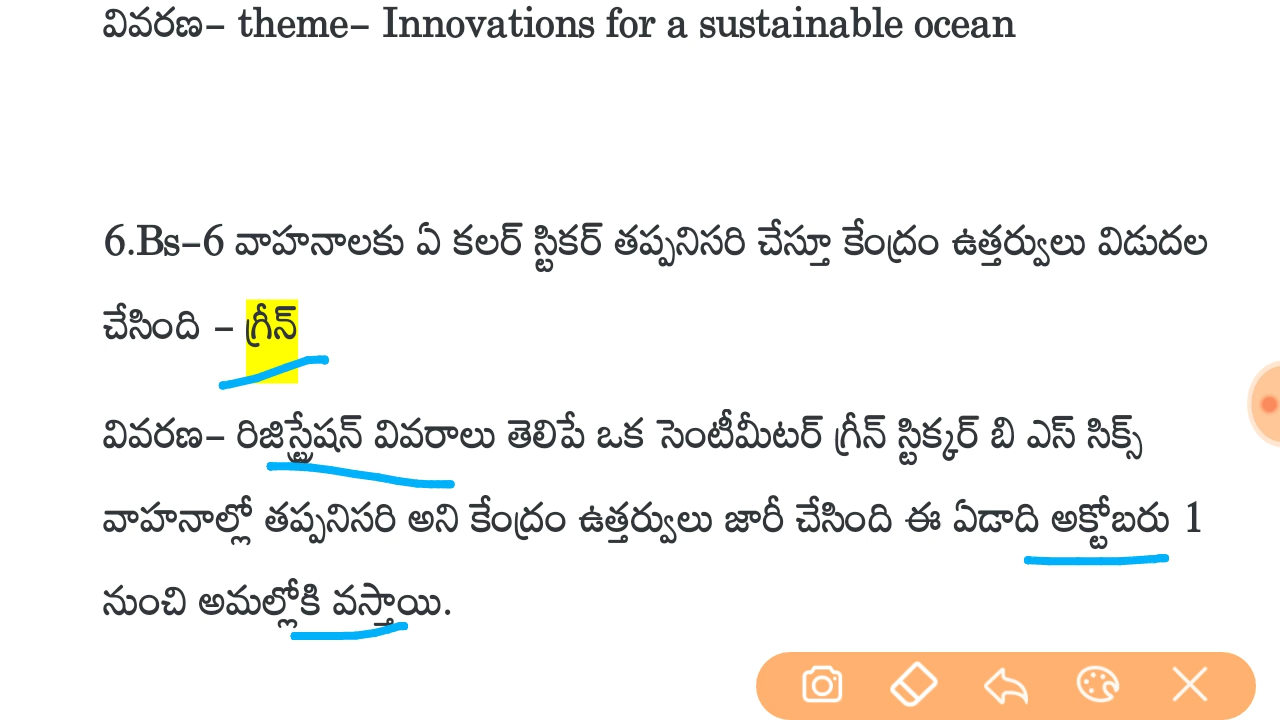 వివరణ– theme– Innovations for a sustainable ocean
6.Bs–6 వాహనాలకు ఏ కలర్ స్టికర్ తప్పనిసరి చేస్తూ కేంద్రం ఉత్తర్వులు విడుదల
చేసింది – గ్రీన్
వివరణ– రిజిస్ట్రేషన్ వివరాలు తెలిపే ఒక సెంటీమీటర్ గ్రీన్ స్టిక్కర్ బి ఎస్ సిక్స్
వాహనాల్లో తప్పనిసరి అని కేంద్రం ఉత్తర్వులు జారీ చేసింది ఈ ఏడాది అక్టోబరు 1
నుంచి అమల్లోకి వస్తాయి.